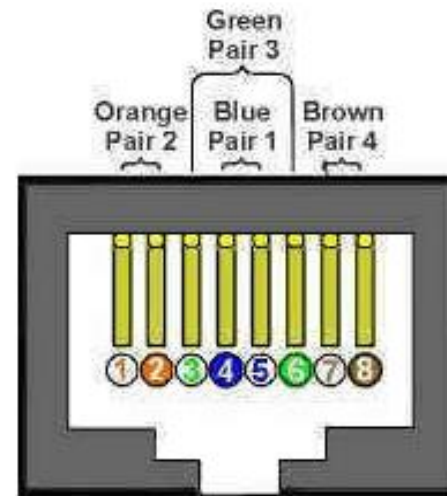 Green
Pair 3
Orange Blue Brown
Pair 2 Pair 1 Pair 4
1 2 3 4 5 6 7 8